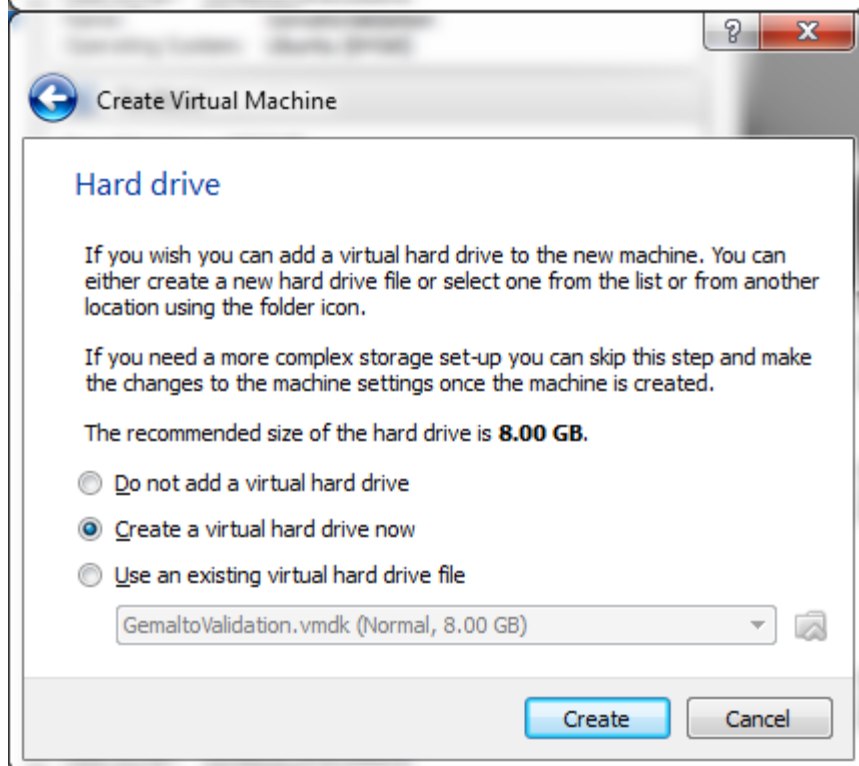 Create Virtual Machine
Hard drive
If you wish you can add a virtual hard drive to the new machine. You can
either create a new hard drive file or select one from the list or from another
location using the folder icon.
If you need a more complex storage set-up you can skip this step and make
the changes to the machine settings once the machine is created.
The recommended size of the hard drive is 8.00 GB.
Do not add a virtual hard drive
Create a virtual hard drive now
Use an existing virtual hard drive file
GemaltoValidation.vmdk (Normal, 8.00 GB)
Create Cancel